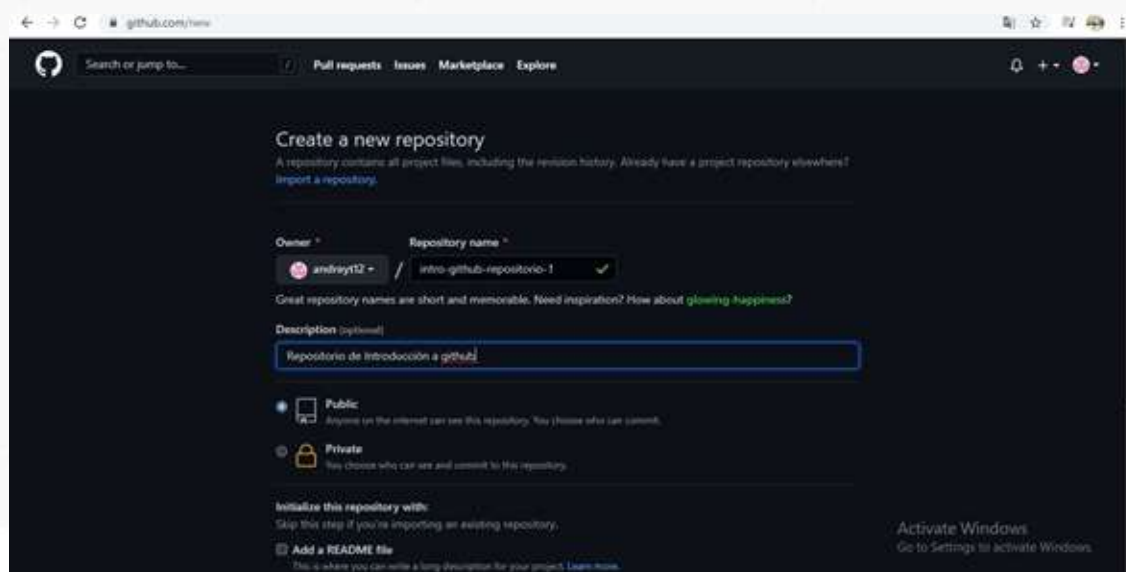 github.com/new
Search or jump to...
/
Pull requests Issues Marketplace Explore
Create a new repository
A repository contains all project files, including the revision history. Already have a project repository elsewhere?
Import a repository.
Owner * Repository name *
andreyt12 / intro-github-repositorio-1
Great repository names are short and memorable. Need inspiration? How about glowing-happiness?
Description (optional)
Repositorio de Introducción a github
Public
Anyone on the internet can see this repository. You choose who can commit.
Private
You choose who can see and commit to this repository.
Initialize this repository with:
Skip this step if you're importing an existing repository.
Add a README file
This is where you can write a long description for your project. Learn more.
Activate Windows
Go to Settings to activate Windows.